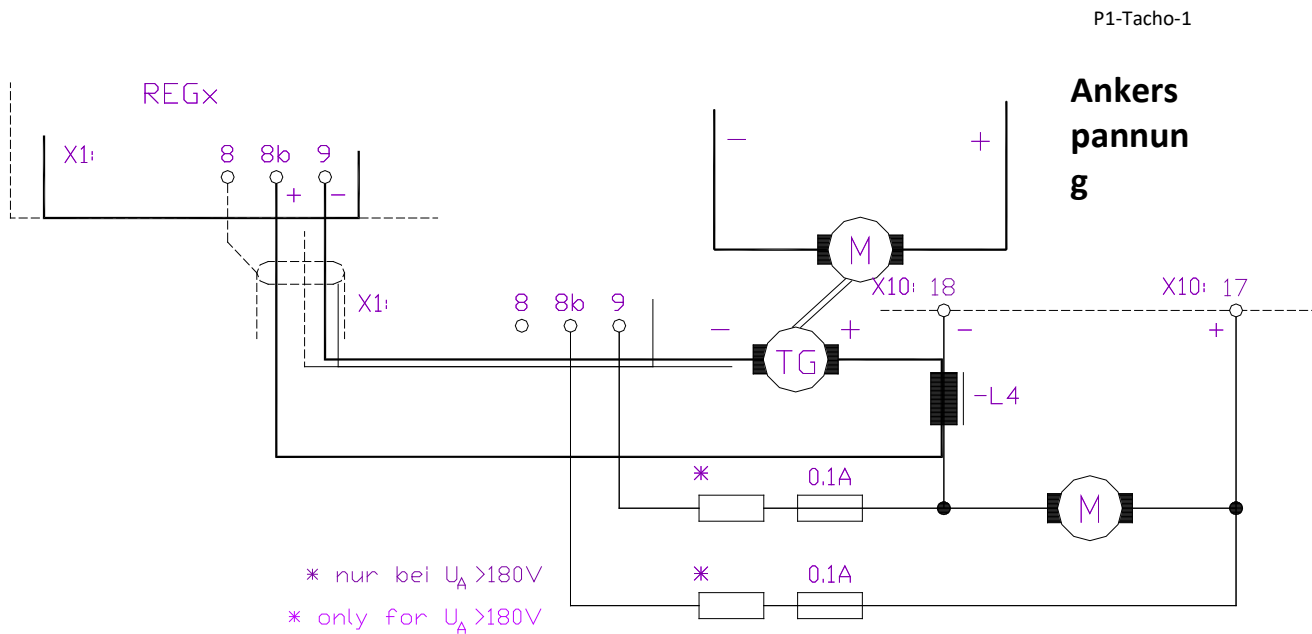 P1-Tacho-1
Ankers
pannun
g
REGx
X1: 8 8b 9
+ −
− +
M
X10: 18
X10: 17
X1: 8 8b 9
− +
− +
TG
-L4
* 0.1A
M
* 0.1A
* nur bei UA >180V
* only for UA >180V